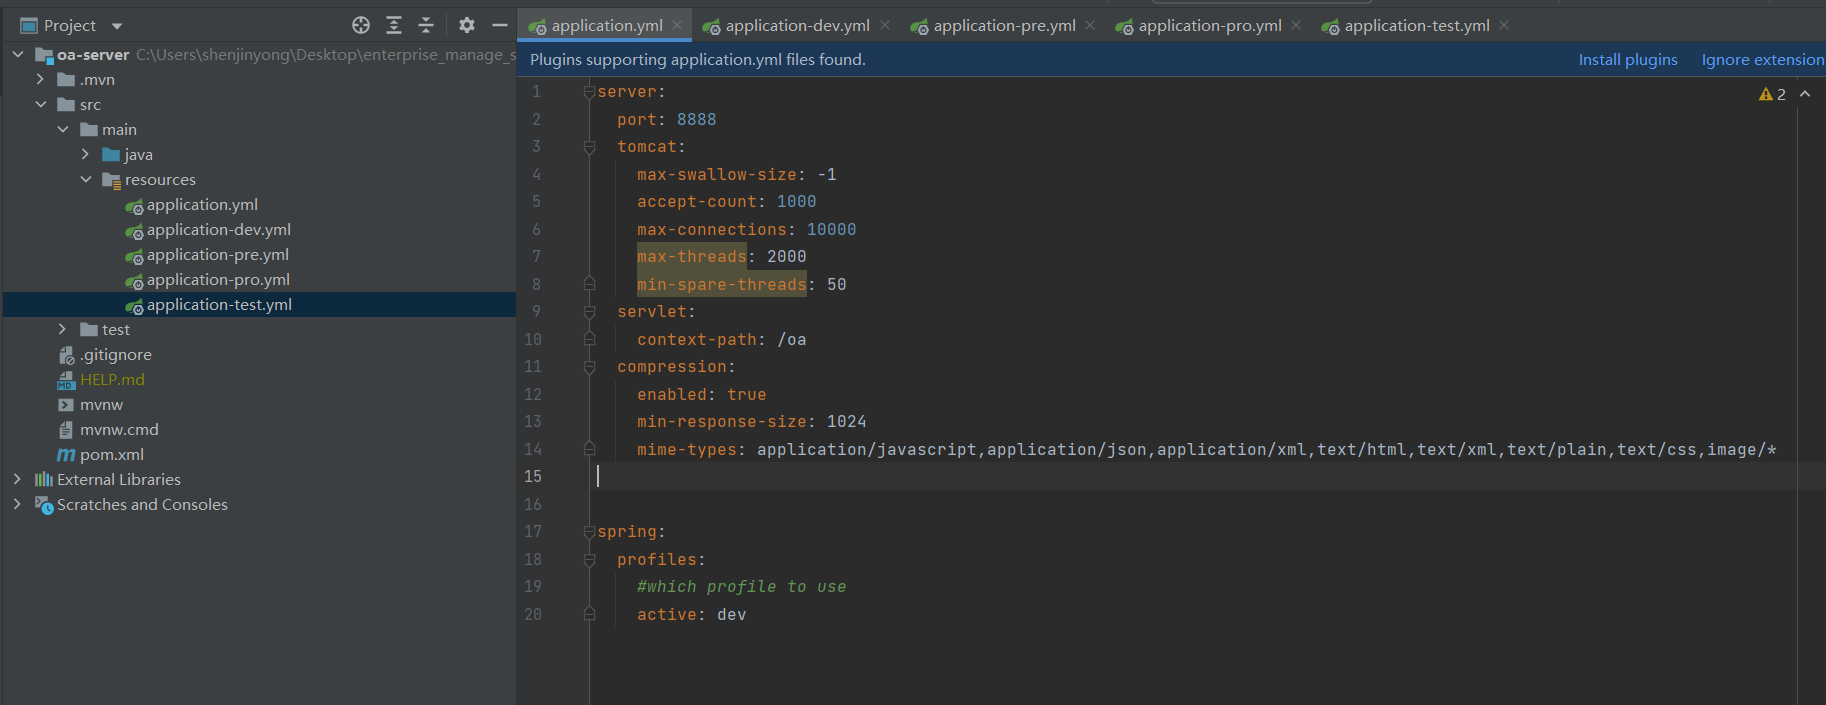 Project
oa-server C:\Users\shenjinyong\Desktop\enterprise_manage_s
.mvn
src
main
java
resources
application.yml
application-dev.yml
application-pre.yml
application-pro.yml
application-test.yml
test
.gitignore
HELP.md
mvnw
mvnw.cmd
pom.xml
External Libraries
Scratches and Consoles
application.yml application-dev.yml application-pre.yml application-pro.yml application-test.yml
Plugins supporting application.yml files found. Install plugins Ignore extension
2
1 server:
2 port: 8888
3 tomcat:
4 max-swallow-size: -1
5 accept-count: 1000
6 max-connections: 10000
7 max-threads: 2000
8 min-spare-threads: 50
9 servlet:
10 context-path: /oa
11 compression:
12 enabled: true
13 min-response-size: 1024
14 mime-types: application/javascript,application/json,application/xml,text/html,text/xml,text/plain,text/css,image/*
15
16
17 spring:
18 profiles:
19 #which profile to use
20 active: dev